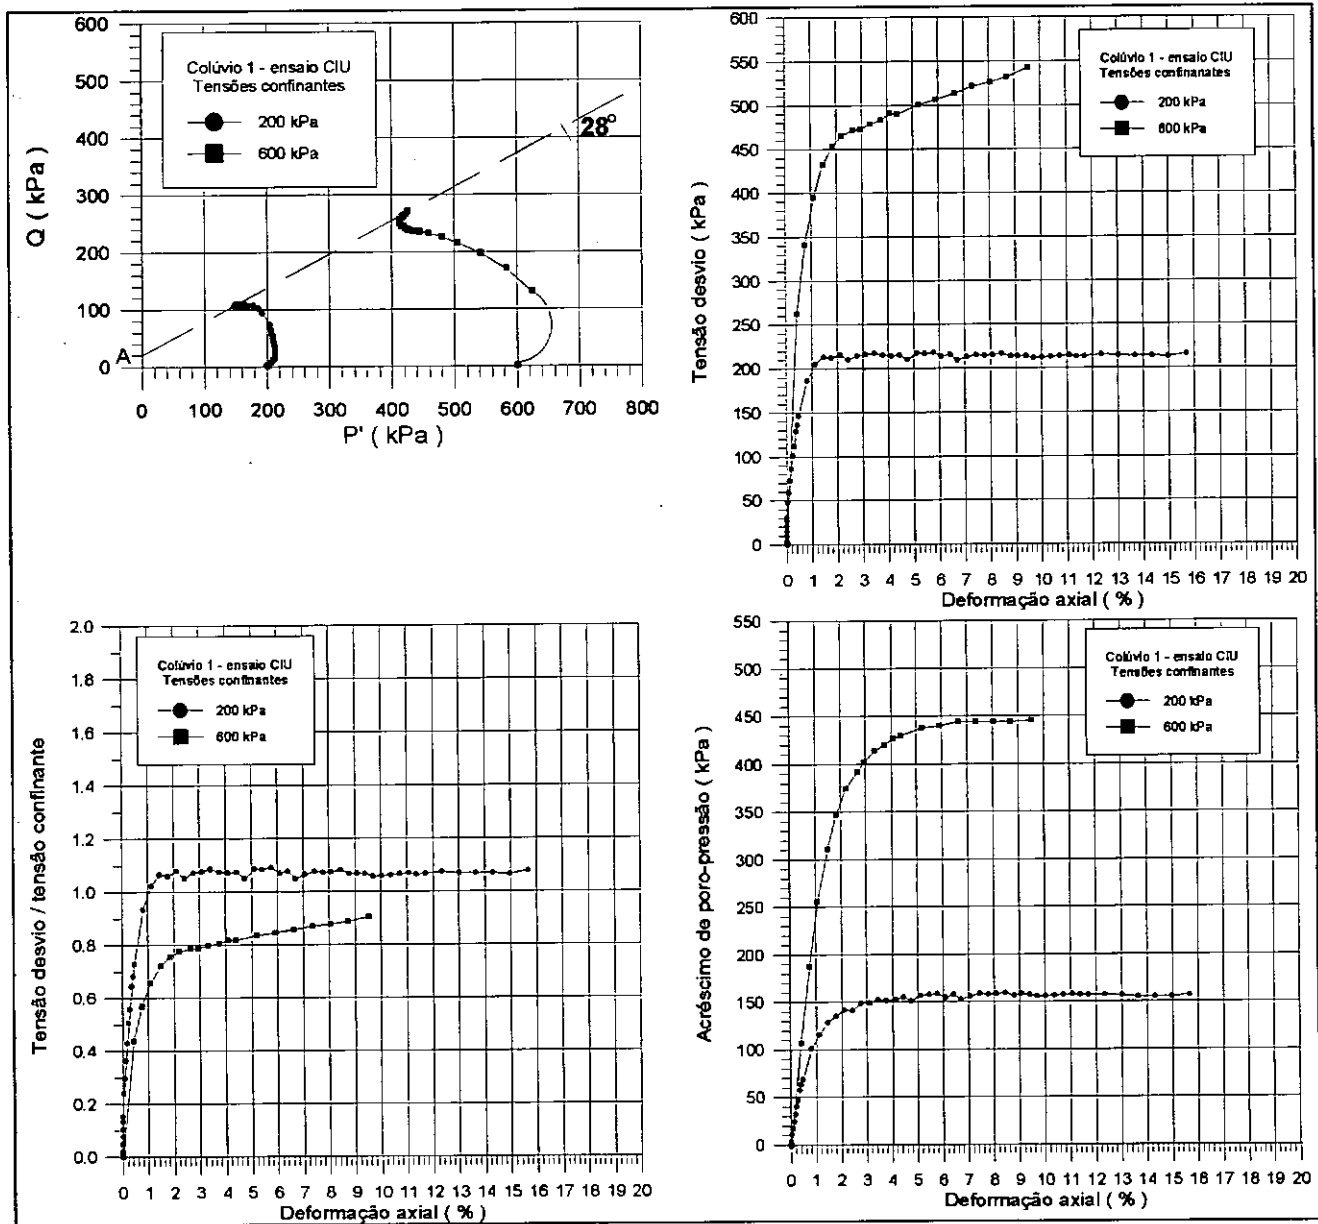 600
500
400
300
200
100
0
Q ( kPa )
Colúvio 1 - ensaio CIU
Tensões confinantes
200 kPa
600 kPa
28°
A
0 100 200 300 400 500 600 700 800
P' ( kPa )
600
550
500
450
400
350
300
250
200
150
100
50
0
Tensão desvio ( kPa )
Colúvio 1 - ensaio CIU
Tensões confinanates
200 kPa
600 kPa
0 1 2 3 4 5 6 7 8 9 10 11 12 13 14 15 16 17 18 19 20
Deformação axial ( % )
2.0
1.8
1.6
1.4
1.2
1.0
0.8
0.6
0.4
0.2
0.0
Tensão desvio / tensão confinante
Colúvio 1 - ensaio CIU
Tensões confinantes
200 kPa
600 kPa
0 1 2 3 4 5 6 7 8 9 10 11 12 13 14 15 16 17 18 19 20
Deformação axial ( % )
550
500
450
400
350
300
250
200
150
100
50
0
Acréscimo de poro-pressão ( kPa )
Colúvio 1 - ensaio CIU
Tensões confinantes
200 kPa
600 kPa
0 1 2 3 4 5 6 7 8 9 10 11 12 13 14 15 16 17 18 19 20
Deformação axial ( % )